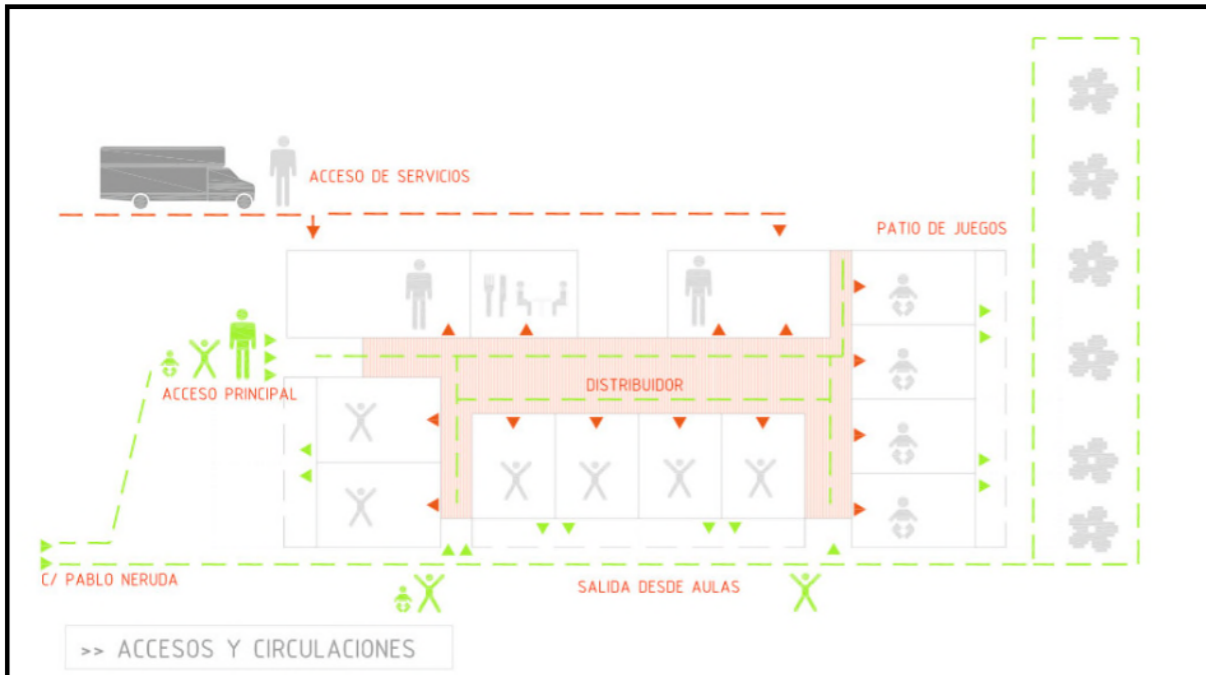 ACCESO DE SERVICIOS
PATIO DE JUEGOS
DISTRIBUIDOR
ACCESO PRINCIPAL
C/ PABLO NERUDA
SALIDA DESDE AULAS
>> ACCESOS Y CIRCULACIONES